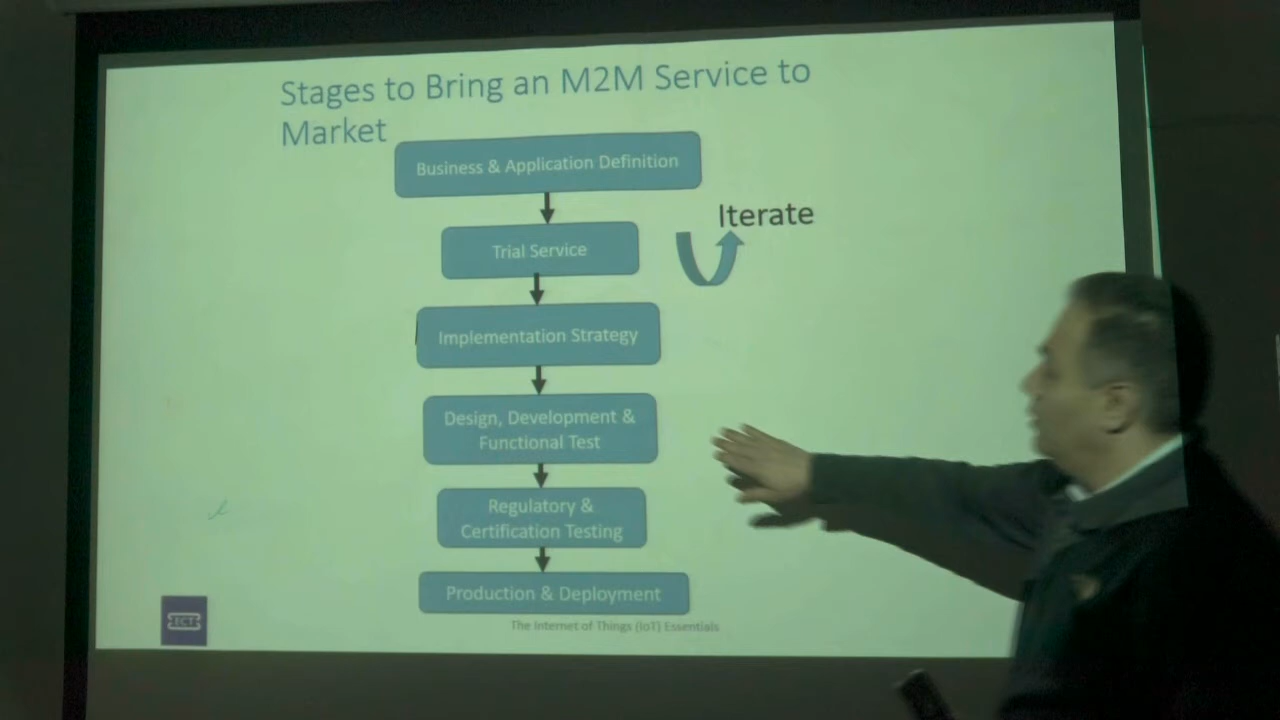 Stages to Bring an M2M Service to
Market
Business & Application Definition
Iterate
Trial Service
Implementation Strategy
Design, Development &
Functional Test
Regulatory &
Certification Testing
Production & Deployment
ICT
The Internet of Things (IoT) Essentials